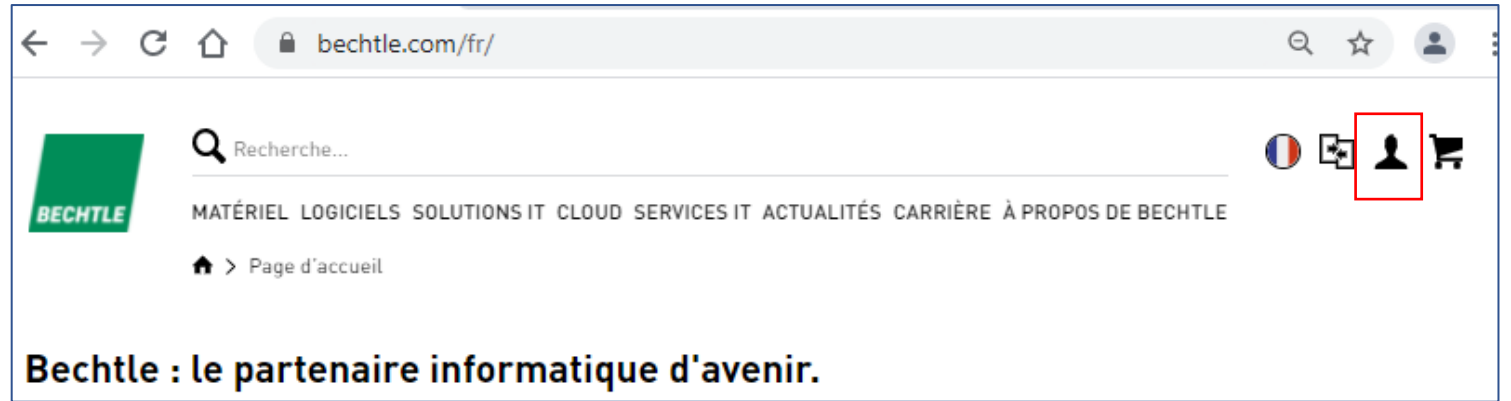 bechtle.com/fr/
Recherche...
BECHTLE
MATÉRIEL LOGICIELS SOLUTIONS IT CLOUD SERVICES IT ACTUALITÉS CARRIÈRE À PROPOS DE BECHTLE
> Page d'accueil
Bechtle : le partenaire informatique d'avenir.